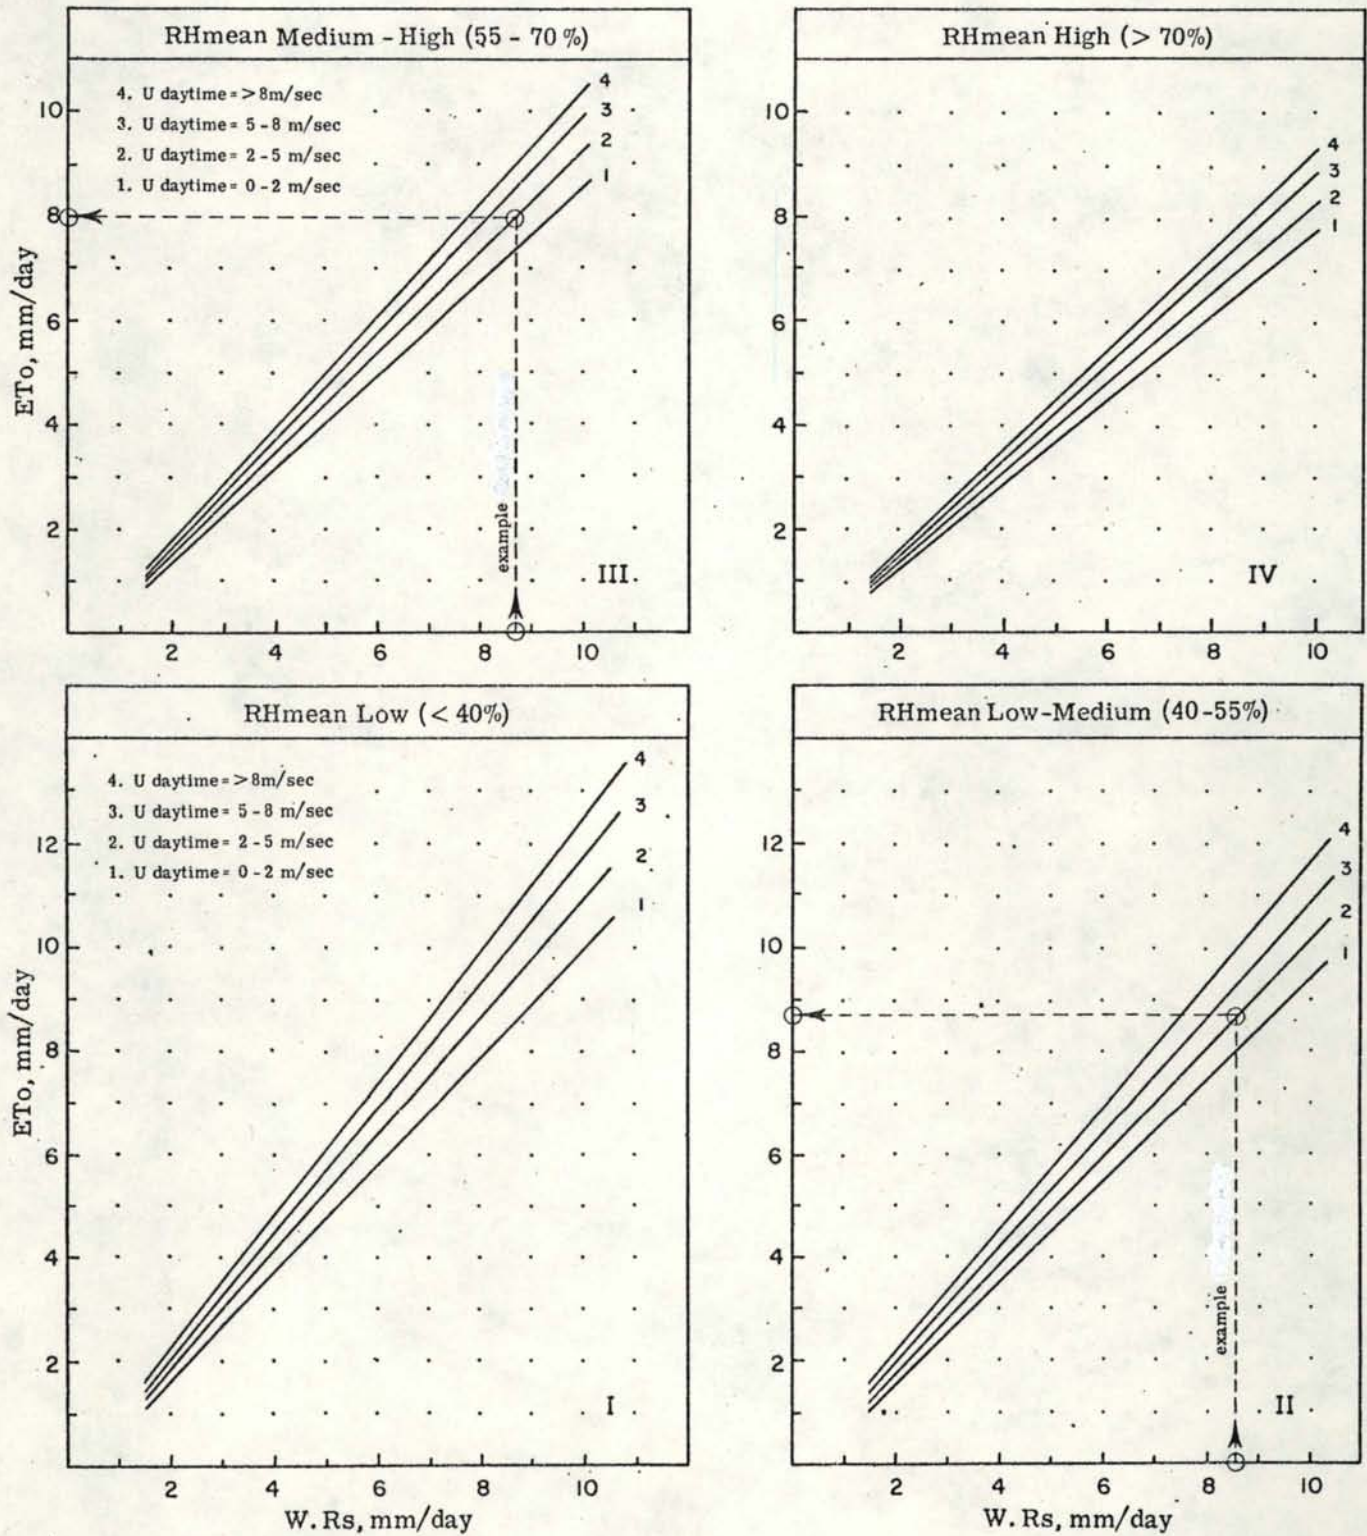 RHmean Medium - High (55 - 70 %)
4. U daytime = >8m/sec
3. U daytime = 5 - 8 m/sec
2. U daytime = 2 - 5 m/sec
1. U daytime = 0 - 2 m/sec
10
8
6
4
2
ETo, mm/day
4
3
2
1
example
III
2 4 6 8 10
RHmean High (> 70%)
10
8
6
4
2
4
3
2
1
IV
2 4 6 8 10
RHmean Low (< 40%)
4. U daytime = >8m/sec
3. U daytime = 5 - 8 m/sec
2. U daytime = 2 - 5 m/sec
1. U daytime = 0 - 2 m/sec
12
10
8
6
4
2
ETo, mm/day
4
3
2
1
I
2 4 6 8 10
W. Rs, mm/day
RHmean Low-Medium (40 -55%)
12
10
8
6
4
2
4
3
2
1
example
II
2 4 6 8 10
W. Rs, mm/day